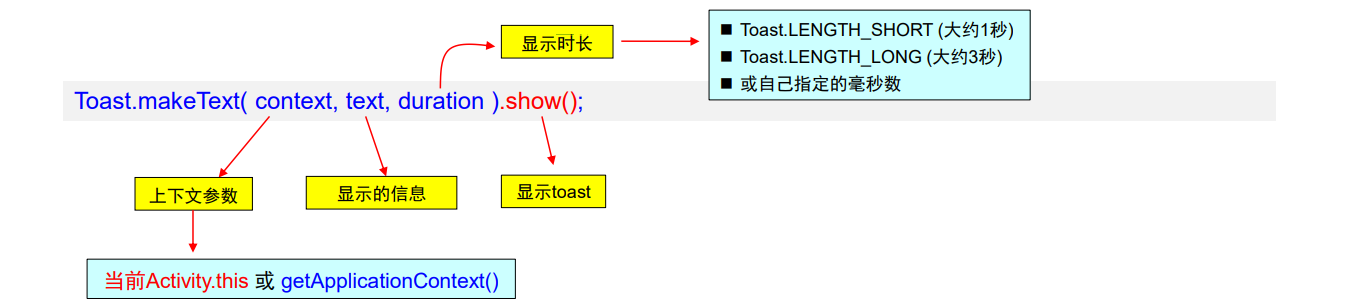 显示时长
■ Toast.LENGTH_SHORT (大约1秒)
■ Toast.LENGTH_LONG (大约3秒)
■ 或自己指定的毫秒数
Toast.makeText( context, text, duration ).show();
上下文参数
显示的信息
显示toast
当前Activity.this 或 getApplicationContext()